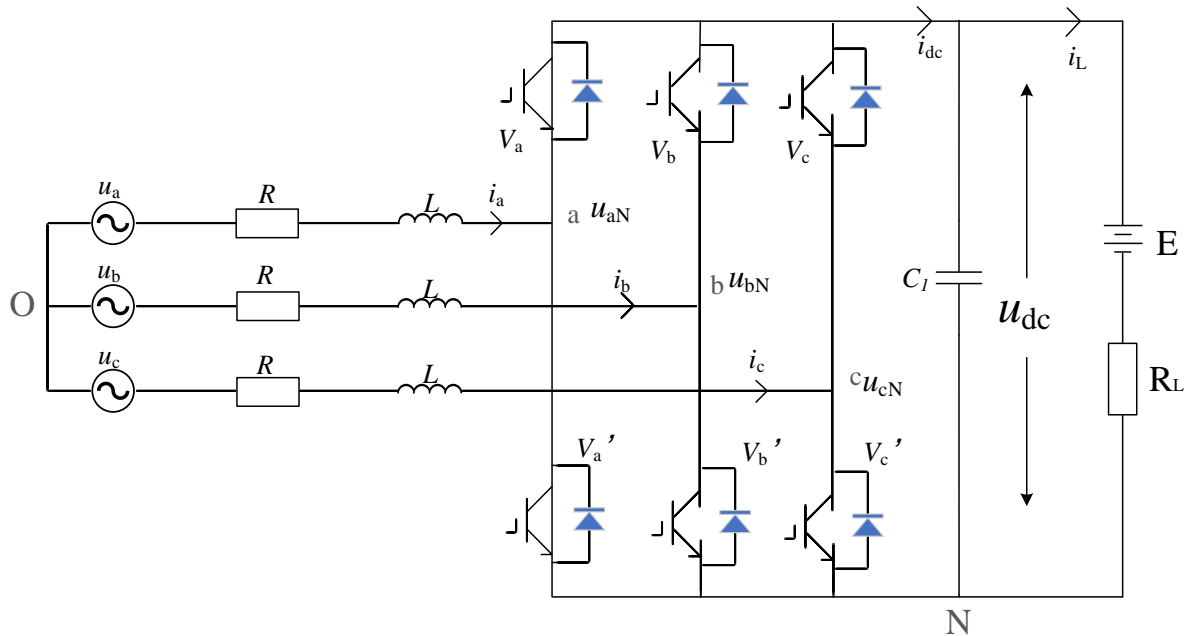 i_dc
i_L
V_a
V_b
V_c
u_a
R
L
i_a
a u_aN
u_b
R
L
i_b
b u_bN
O
C_1
u_dc
E
u_c
R
L
i_c
c u_cN
R_L
V_a’
V_b’
V_c’
N